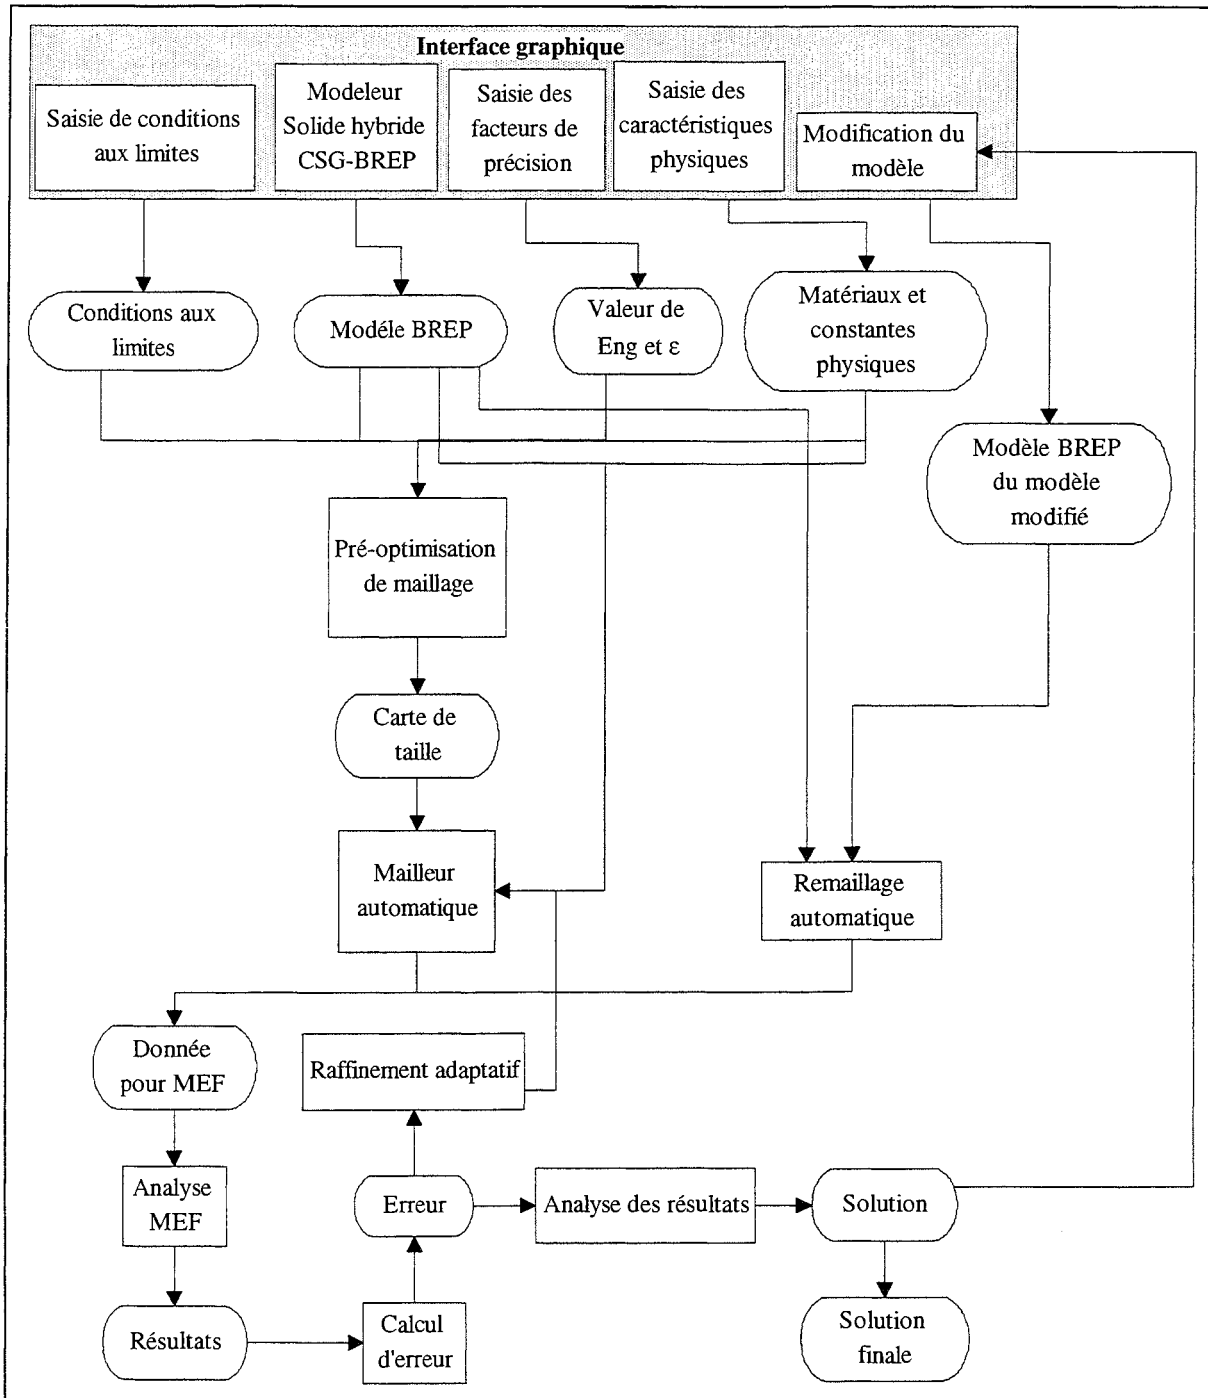 Interface graphique
Saisie de conditions
aux limites
Modeleur
Solide hybride
CSG-BREP
Saisie des
facteurs de
précision
Saisie des
caractéristiques
physiques
Modification du
modèle
Conditions aux
limites
Modéle BREP
Valeur de
Eng et ε
Matériaux et
constantes
physiques
Modèle BREP
du modèle
modifié
Pré-optimisation
de maillage
Carte de
taille
Mailleur
automatique
Remaillage
automatique
Donnée
pour MEF
Raffinement adaptatif
Analyse
MEF
Erreur
Analyse des résultats
Solution
Résultats
Calcul
d'erreur
Solution
finale